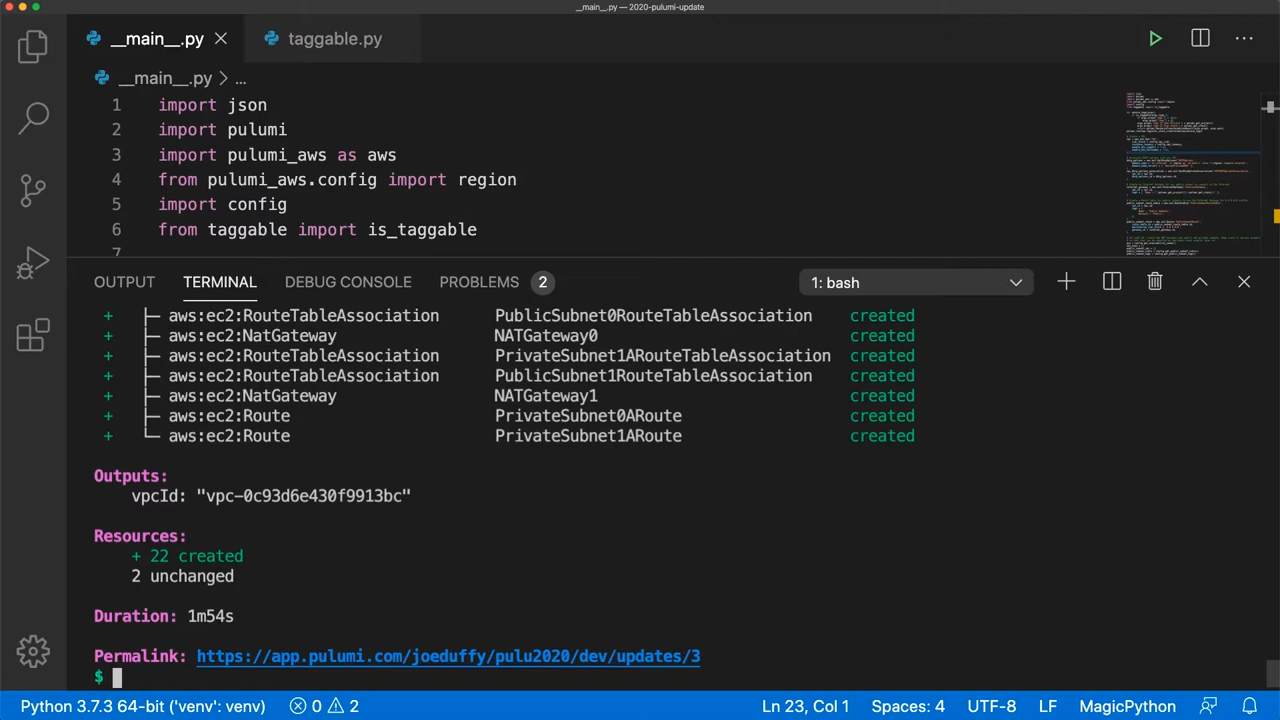 __main__.py — 2020-pulumi-update
__main__.py taggable.py
__main__.py > ...
1 import json
2 import pulumi
3 import pulumi_aws as aws
4 from pulumi_aws.config import region
5 import config
6 from taggable import is_taggable
7
OUTPUT TERMINAL DEBUG CONSOLE PROBLEMS 2 1: bash
+ ├─ aws:ec2:RouteTableAssociation PublicSubnet0RouteTableAssociation created
+ ├─ aws:ec2:NatGateway NATGateway0 created
+ ├─ aws:ec2:RouteTableAssociation PrivateSubnet1ARouteTableAssociation created
+ ├─ aws:ec2:RouteTableAssociation PublicSubnet1RouteTableAssociation created
+ ├─ aws:ec2:NatGateway NATGateway1 created
+ ├─ aws:ec2:Route PrivateSubnet0ARoute created
+ └─ aws:ec2:Route PrivateSubnet1ARoute created
Outputs:
vpcId: "vpc-0c93d6e430f9913bc"
Resources:
+ 22 created
2 unchanged
Duration: 1m54s
Permalink: https://app.pulumi.com/joeduffy/pulu2020/dev/updates/3
$
Python 3.7.3 64-bit ('venv': venv) 0 2 Ln 23, Col 1 Spaces: 4 UTF-8 LF MagicPython